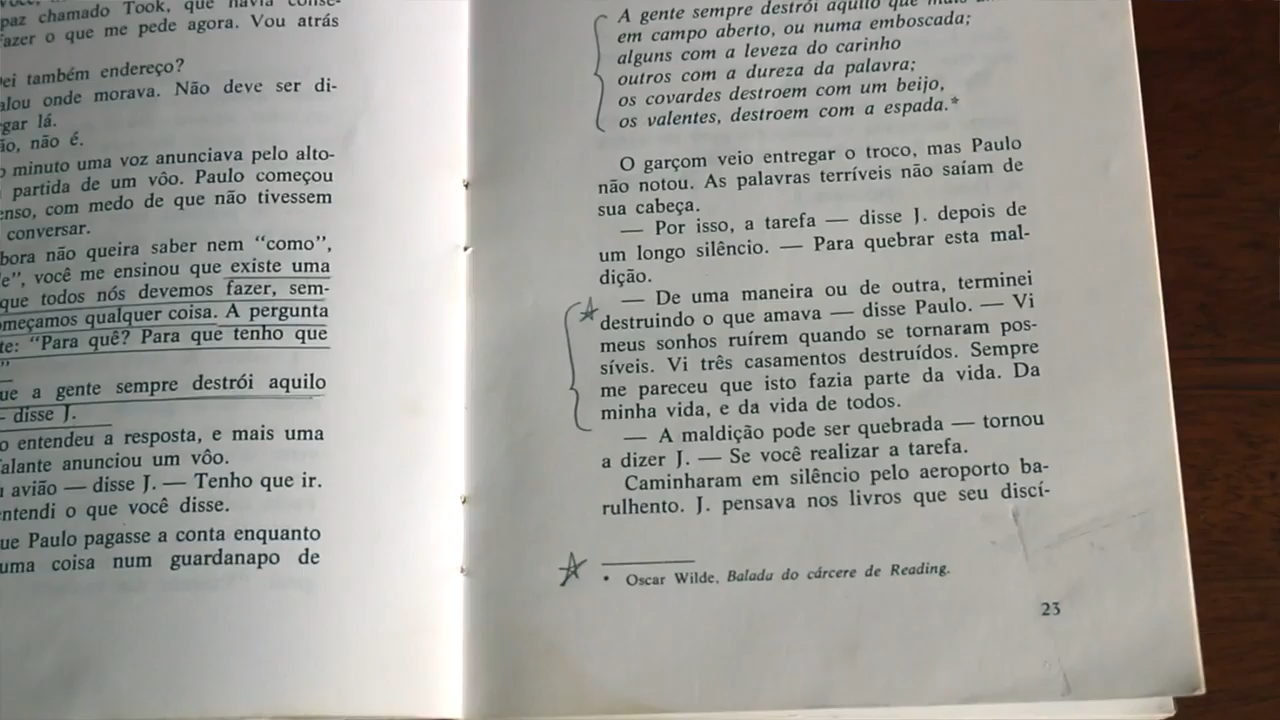 paz chamado Took, que havia conse-
fazer o que me pede agora. Vou atrás
ei também endereço?
alou onde morava. Não deve ser di-
gar lá.
ão, não é.
o minuto uma voz anunciava pelo alto-
partida de um vôo. Paulo começou
enso, com medo de que não tivessem
conversar.
bora não queira saber nem “como”,
e”, você me ensinou que existe uma
que todos nós devemos fazer, sem-
omeçamos qualquer coisa. A pergunta
te: “Para quê? Para que tenho que
”
ue a gente sempre destrói aquilo
- disse J.
o entendeu a resposta, e mais uma
alante anunciou um vôo.
avião — disse J. — Tenho que ir.
ntendi o que você disse.
ue Paulo pagasse a conta enquanto
uma coisa num guardanapo de
A gente sempre destrói aquilo que mais
em campo aberto, ou numa emboscada;
alguns com a leveza do carinho
outros com a dureza da palavra;
os covardes destroem com um beijo,
os valentes, destroem com a espada.*
O garçom veio entregar o troco, mas Paulo
não notou. As palavras terríveis não saíam de
sua cabeça.
— Por isso, a tarefa — disse J. depois de
um longo silêncio. — Para quebrar esta mal-
dição.
— De uma maneira ou de outra, terminei
destruindo o que amava — disse Paulo. — Vi
meus sonhos ruírem quando se tornaram pos-
síveis. Vi três casamentos destruídos. Sempre
me pareceu que isto fazia parte da vida. Da
minha vida, e da vida de todos.
— A maldição pode ser quebrada — tornou
a dizer J. — Se você realizar a tarefa.
Caminharam em silêncio pelo aeroporto ba-
rulhento. J. pensava nos livros que seu discí-
* Oscar Wilde, Balada do cárcere de Reading.
23